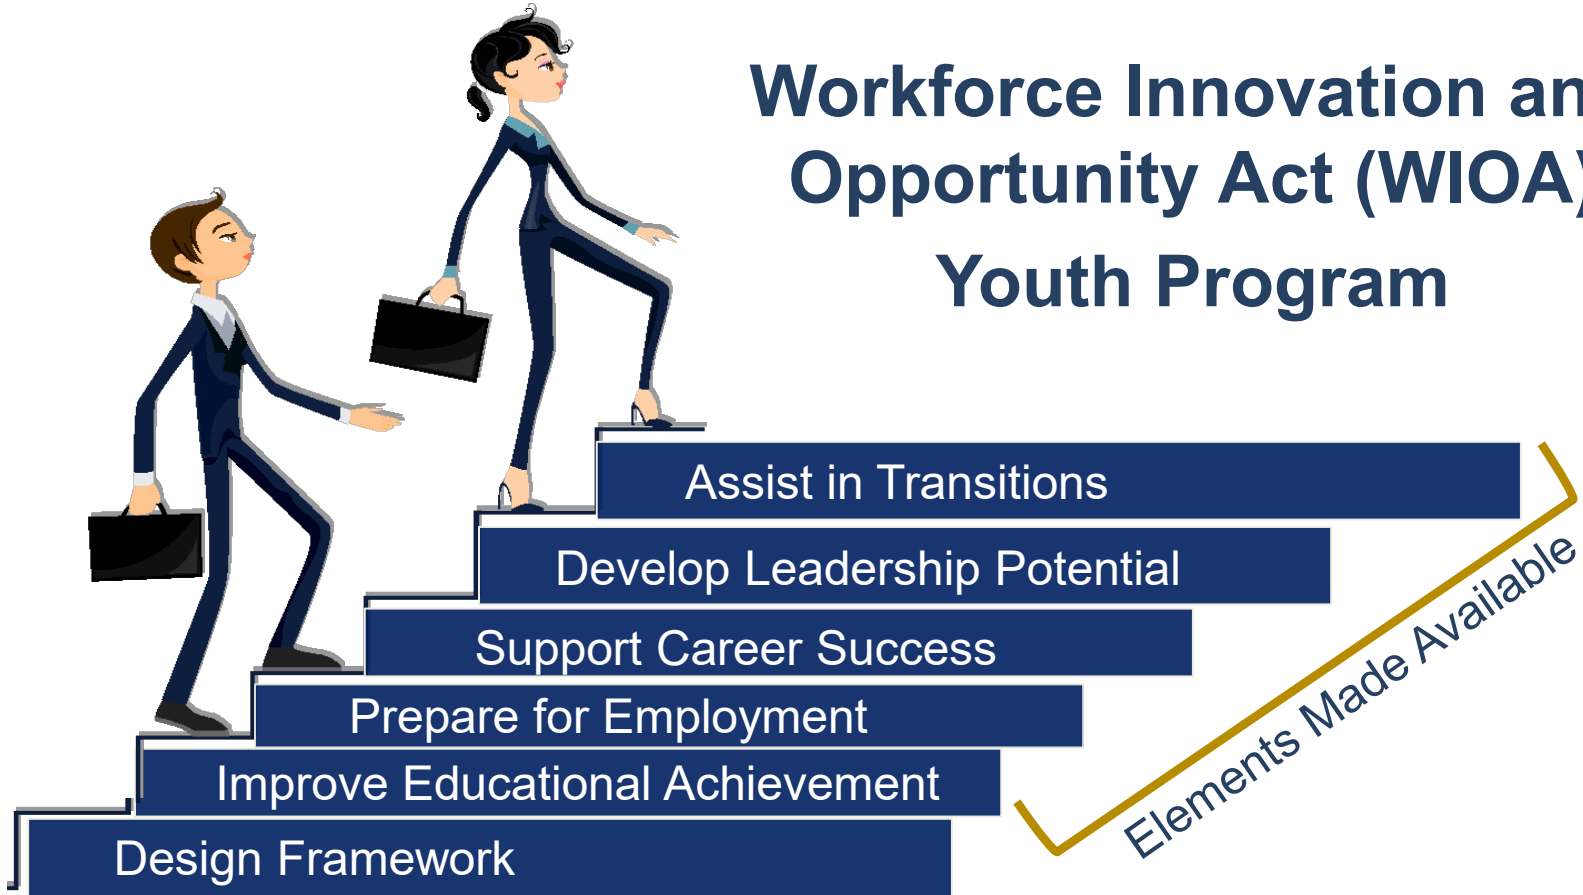 Workforce Innovation an
Opportunity Act (WIOA)
Youth Program
Assist in Transitions
Develop Leadership Potential
Support Career Success
Prepare for Employment
Improve Educational Achievement
Design Framework
Elements Made Available